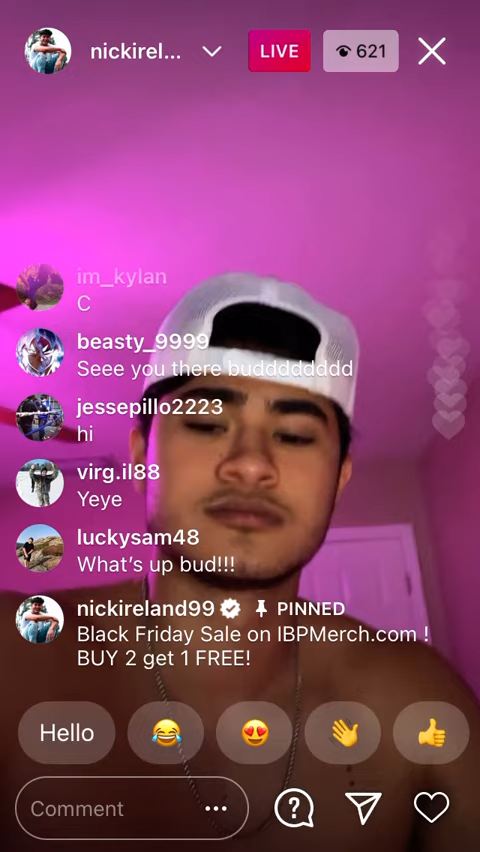 nickirel...
LIVE
621
im_kylan
C
beasty_9999
Seee you there budddddddd
jessepillo2223
hi
virg.il88
Yeye
luckysam48
What’s up bud!!!
nickireland99 PINNED
Black Friday Sale on IBPMerch.com !
BUY 2 get 1 FREE!
Hello
Comment